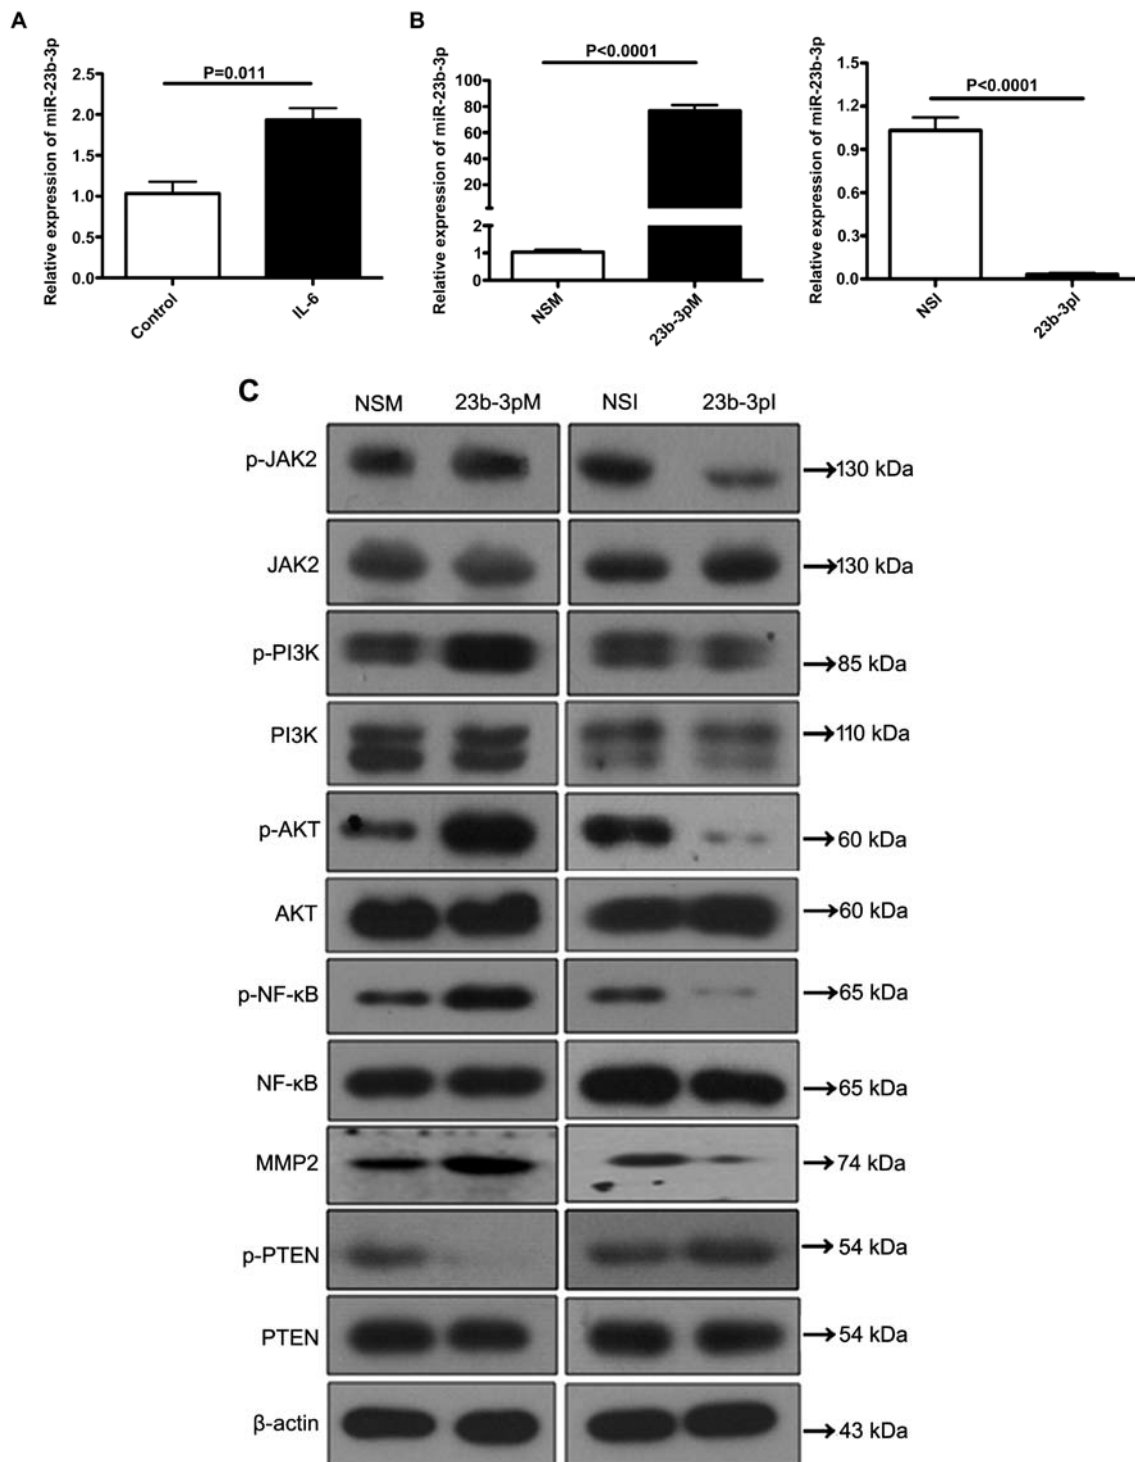 A
Relative expression of miR-23b-3p
2.5
2.0
1.5
1.0
0.5
0.0
P=0.011
Control
IL-6
B
Relative expression of miR-23b-3p
100
80
60
40
20
2
1
0
P<0.0001
NSM
23b-3pM
Relative expression of miR-23b-3p
1.5
1.2
0.9
0.6
0.3
0.0
P<0.0001
NSI
23b-3pI
C
NSM 23b-3pM NSI 23b-3pI
p-JAK2 130 kDa
JAK2 130 kDa
p-PI3K 85 kDa
PI3K 110 kDa
p-AKT 60 kDa
AKT 60 kDa
p-NF-κB 65 kDa
NF-κB 65 kDa
MMP2 74 kDa
p-PTEN 54 kDa
PTEN 54 kDa
β-actin 43 kDa